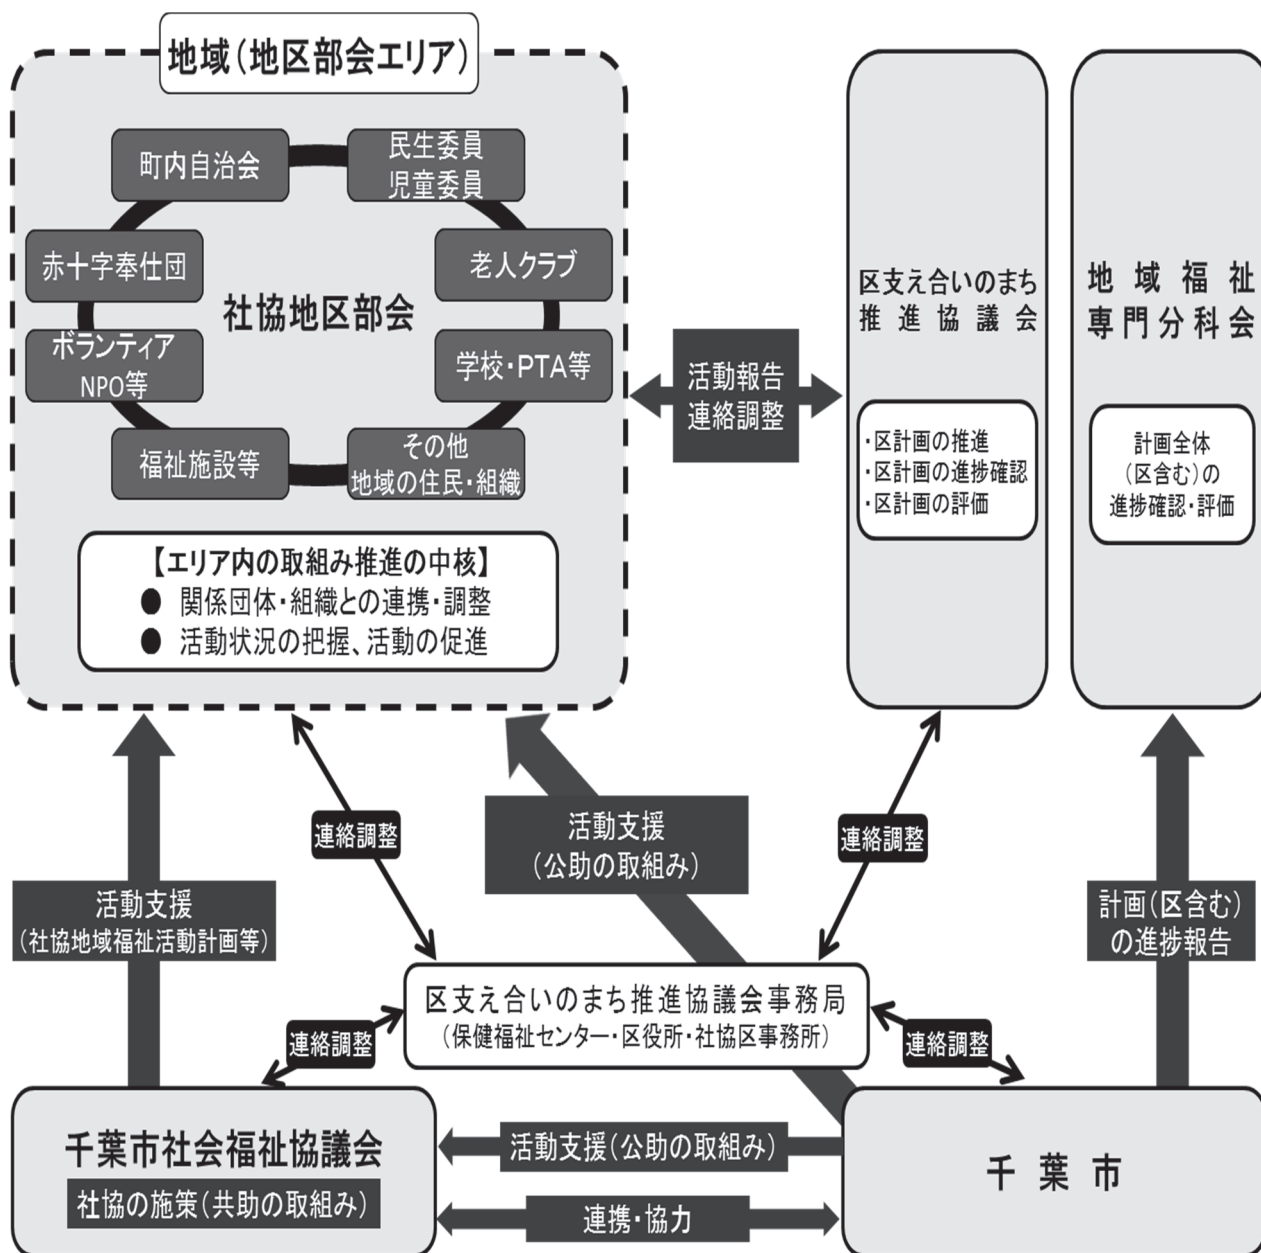 地域(地区部会エリア)
町内自治会
民生委員
児童委員
赤十字奉仕団
老人クラブ
社協地区部会
ボランティア
NPO等
学校・PTA等
福祉施設等
その他
地域の住民・組織
【エリア内の取組み推進の中核】
● 関係団体・組織との連携・調整
● 活動状況の把握、活動の促進
活動報告
連絡調整
区支え合いのまち
推進協議会
・区計画の推進
・区計画の進捗確認
・区計画の評価
地域福祉
専門分科会
計画全体
(区含む)の
進捗確認・評価
連絡調整
活動支援
(公助の取組み)
連絡調整
活動支援
(社協地域福祉活動計画等)
計画(区含む)
の進捗報告
区支え合いのまち推進協議会事務局
(保健福祉センター・区役所・社協区事務所)
連絡調整
連絡調整
千葉市社会福祉協議会
社協の施策(共助の取組み)
活動支援(公助の取組み)
連携・協力
千葉市